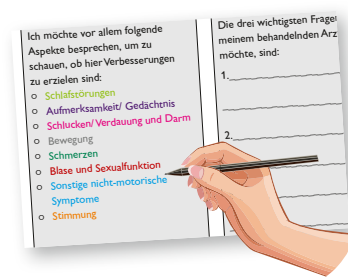 Ich möchte vor allem folgende
Aspekte besprechen, um zu
schauen, ob hier Verbesserungen
zu erzielen sind:
Schlafstörungen
Aufmerksamkeit/ Gedächtnis
Schlucken/ Verdauung und Darm
Bewegung
Schmerzen
Blase und Sexualfunktion
Sonstige nicht-motorische
Symptome
Stimmung
Die drei wichtigsten
meinem behandelnden
möchte, sind:
1.
2.